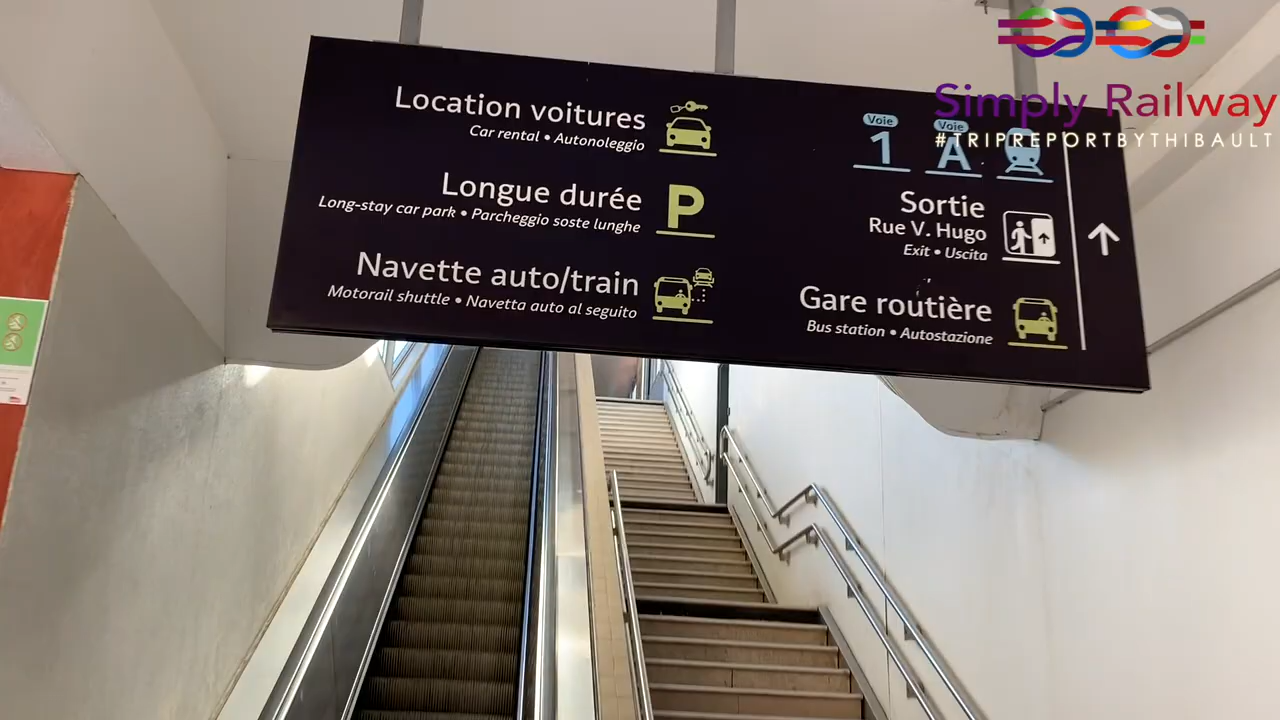 Simply Railway
#TRIPREPORTBYTHIBAULT
Location voitures
Car rental • Autonoleggio
Longue durée
Long-stay car park • Parcheggio soste lunghe
P
Navette auto/train
Motorail shuttle • Navetta auto al seguito
Voie
1
Voie
A
Sortie
Rue V. Hugo
Exit • Uscita
Gare routière
Bus station • Autostazione